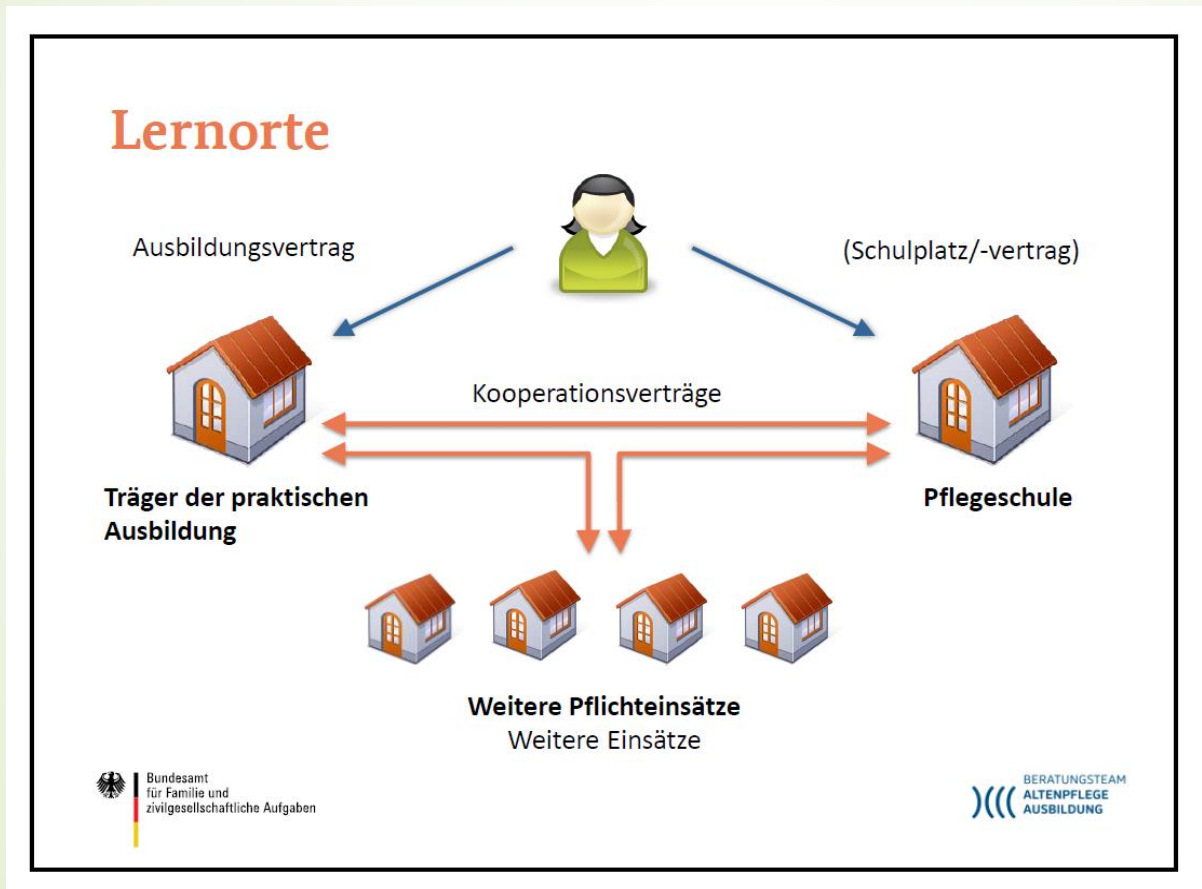 Lernorte
Ausbildungsvertrag
(Schulplatz/-vertrag)
Kooperationsverträge
Träger der praktischen
Ausbildung
Pflegeschule
Weitere Pflichteinsätze
Weitere Einsätze
Bundesamt
für Familie und
zivilgesellschaftliche Aufgaben
BERATUNGSTEAM
ALTENPFLEGE
AUSBILDUNG